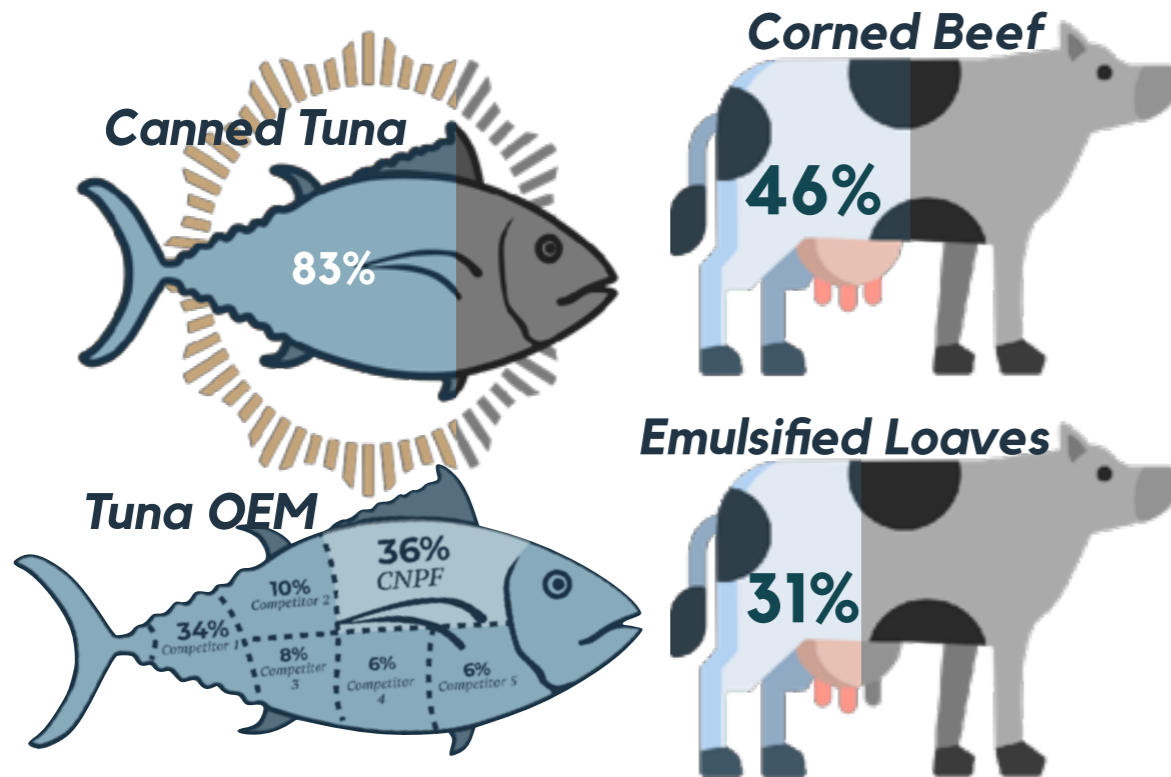 Canned Tuna
83%
Corned Beef
46%
Tuna OEM
36%
CNPF
10%
Competitor 2
34%
Competitor 1
8%
Competitor
3
6%
Competitor
4
6%
Competitor 5
Emulsified Loaves
31%